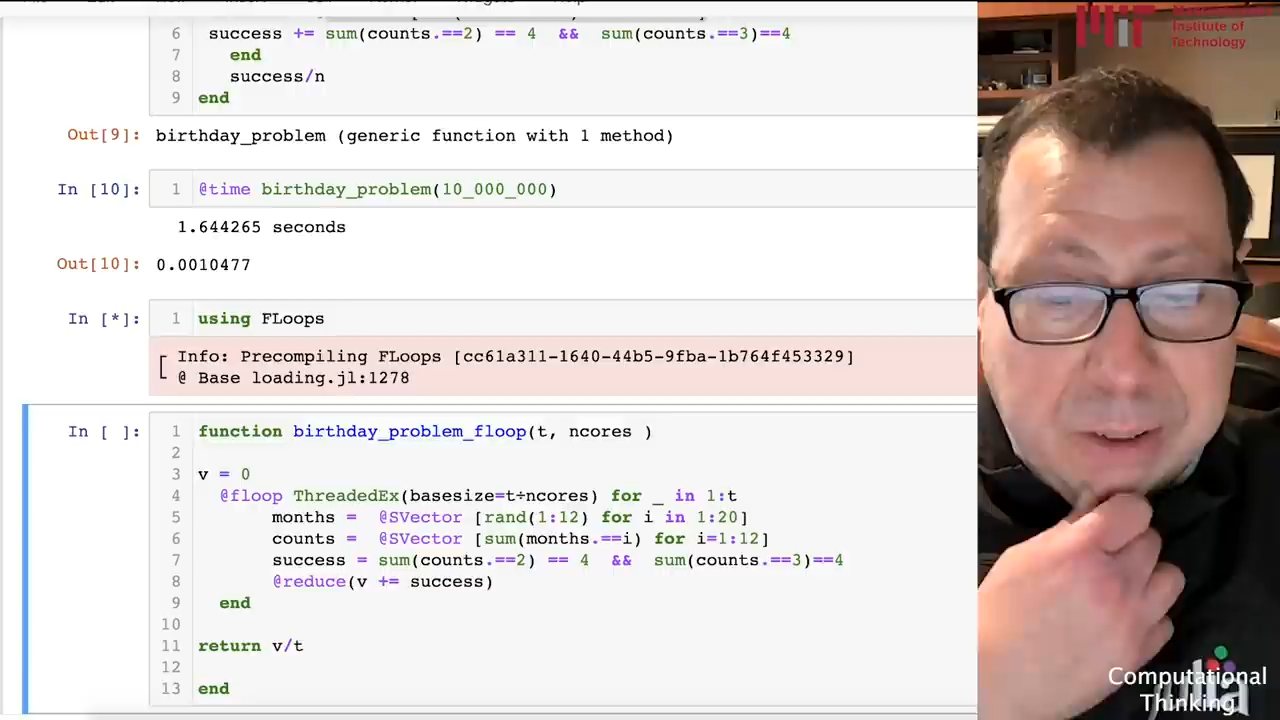 6 success += sum(counts.==2) == 4 && sum(counts.==3)==4
7 end
8 success/n
9 end
Out[9]: birthday_problem (generic function with 1 method)
In [10]: 1 @time birthday_problem(10_000_000)
1.644265 seconds
Out[10]: 0.0010477
In [*]: 1 using FLoops
Info: Precompiling FLoops [cc61a311-1640-44b5-9fba-1b764f453329]
@ Base loading.jl:1278
In [ ]: 1 function birthday_problem_floop(t, ncores )
2
3 v = 0
4 @floop ThreadedEx(basesize=t÷ncores) for _ in 1:t
5 months = @SVector [rand(1:12) for i in 1:20]
6 counts = @SVector [sum(months.==i) for i=1:12]
7 success = sum(counts.==2) == 4 && sum(counts.==3)==4
8 @reduce(v += success)
9 end
10
11 return v/t
12
13 end
Institute of
Technology
julia
Computational
Thinking